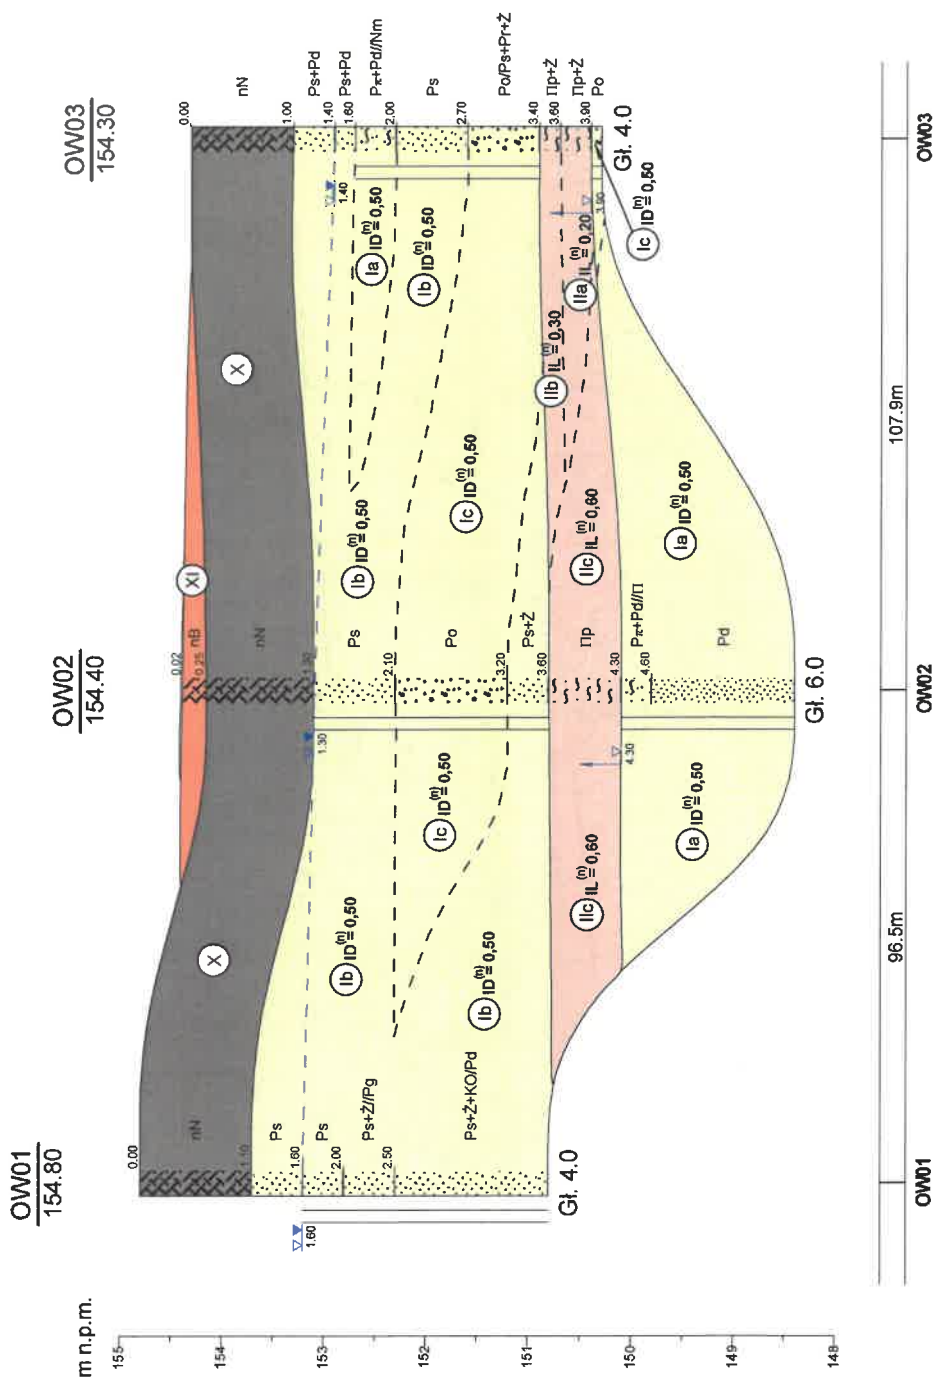 m n.p.m.
155
154
153
152
151
150
149
148
OW01
154.80
0.00
nN
1.10
Ps
1.60
Ps
2.00
Ps+Ż//Pg
2.50
Ps+Ż+KO/Pd
Gł. 4.0
1.60
X
Ib ID(n)= 0,50
Ib ID(n)= 0,50
Ic ID(n)= 0,50
IIc IL(n)= 0,60
Ia ID(n)= 0,50
OW02
154.40
0.02
nB
0.25
nN
1.30
Ps
2.10
Po
3.20
Ps+Ż
3.60
Πp
4.30
Pπ+Pd//Π
4.60
Pd
Gł. 6.0
1.30
4.30
XI
X
Ib ID(n)= 0,50
Ic ID(n)= 0,50
IIc IL(n)= 0,60
Ia ID(n)= 0,50
Ia ID(n)= 0,50
Ib ID(n)= 0,50
IIb IL(n)= 0,30
IIa IL(n)= 0,20
Ic ID(n)= 0,50
OW03
154.30
0.00
nN
1.00
Ps+Pd
1.40
Ps+Pd
1.60
Pπ+Pd//Nm
2.00
Ps
2.70
Po/Ps+Pr+Ż
3.40
Πp+Ż
3.60
Πp+Ż
3.90
Po
Gł. 4.0
1.40
3.90
96.5m
107.9m
OW01
OW02
OW03